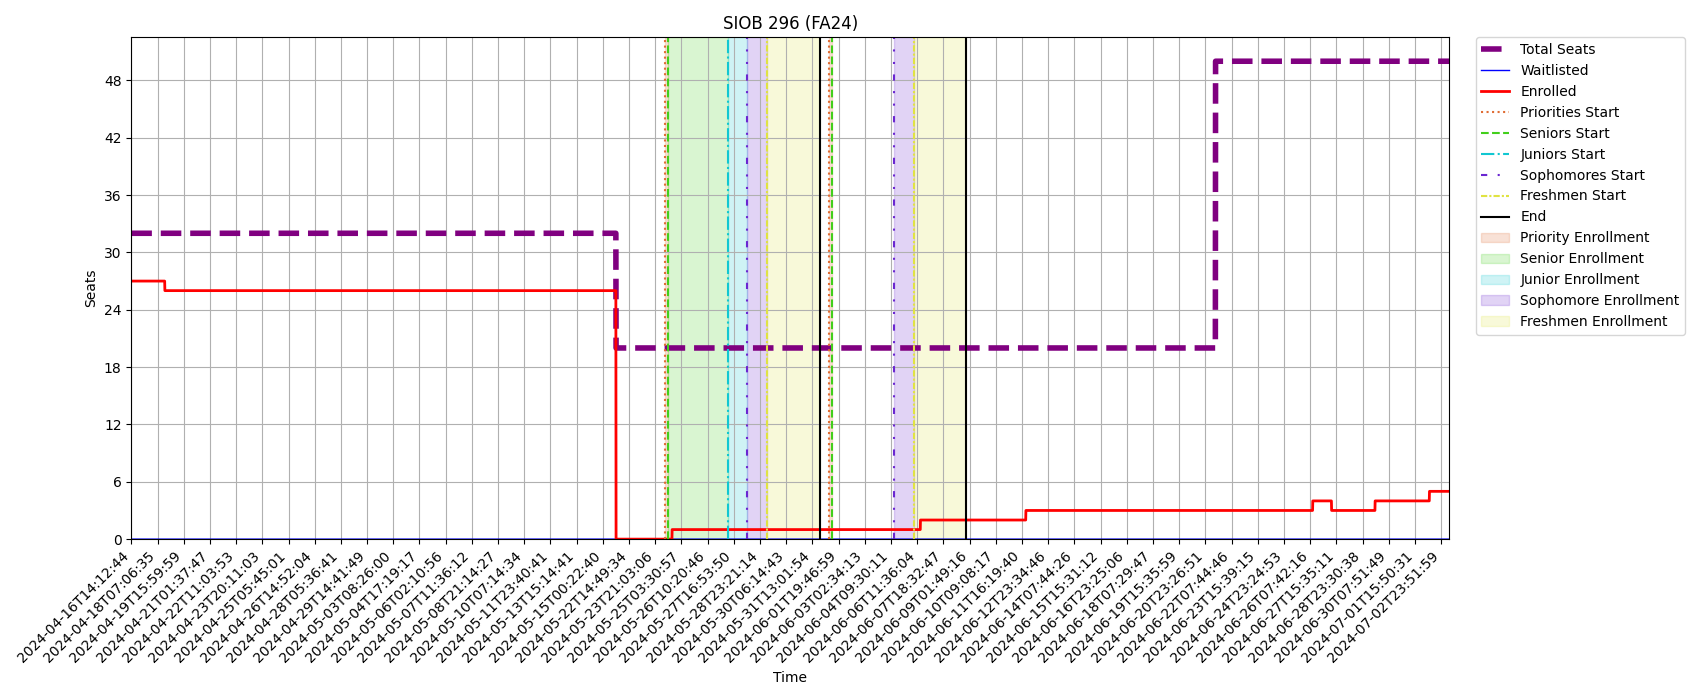 SIOB 296 (FA24)
48
42
36
30
24
18
12
6
0
Seats
2024-04-16T14:12:44
2024-04-18T07:06:35
2024-04-19T15:59:59
2024-04-21T01:37:47
2024-04-22T11:03:53
2024-04-23T20:11:03
2024-04-25T05:45:01
2024-04-26T14:52:04
2024-04-28T05:36:41
2024-04-29T14:41:49
2024-05-03T08:26:00
2024-05-04T17:19:17
2024-05-06T02:10:56
2024-05-07T11:36:12
2024-05-08T21:14:27
2024-05-10T07:14:34
2024-05-11T23:40:41
2024-05-13T15:14:41
2024-05-15T00:22:40
2024-05-22T14:49:34
2024-05-23T21:03:06
2024-05-25T03:30:57
2024-05-26T10:20:46
2024-05-27T16:53:50
2024-05-28T23:21:14
2024-05-30T06:14:43
2024-05-31T13:01:54
2024-06-01T19:46:59
2024-06-03T02:34:13
2024-06-04T09:30:11
2024-06-06T11:36:04
2024-06-07T18:32:47
2024-06-09T01:49:16
2024-06-10T09:08:17
2024-06-11T16:19:40
2024-06-12T23:34:46
2024-06-14T07:44:26
2024-06-15T15:31:12
2024-06-16T23:25:06
2024-06-18T07:29:47
2024-06-19T15:35:59
2024-06-20T23:26:51
2024-06-22T07:44:46
2024-06-23T15:39:15
2024-06-24T23:24:53
2024-06-26T07:42:16
2024-06-27T15:35:11
2024-06-28T23:30:38
2024-06-30T07:51:49
2024-07-01T15:50:31
2024-07-02T23:51:59
Time
Total Seats
Waitlisted
Enrolled
Priorities Start
Seniors Start
Juniors Start
Sophomores Start
Freshmen Start
End
Priority Enrollment
Senior Enrollment
Junior Enrollment
Sophomore Enrollment
Freshmen Enrollment